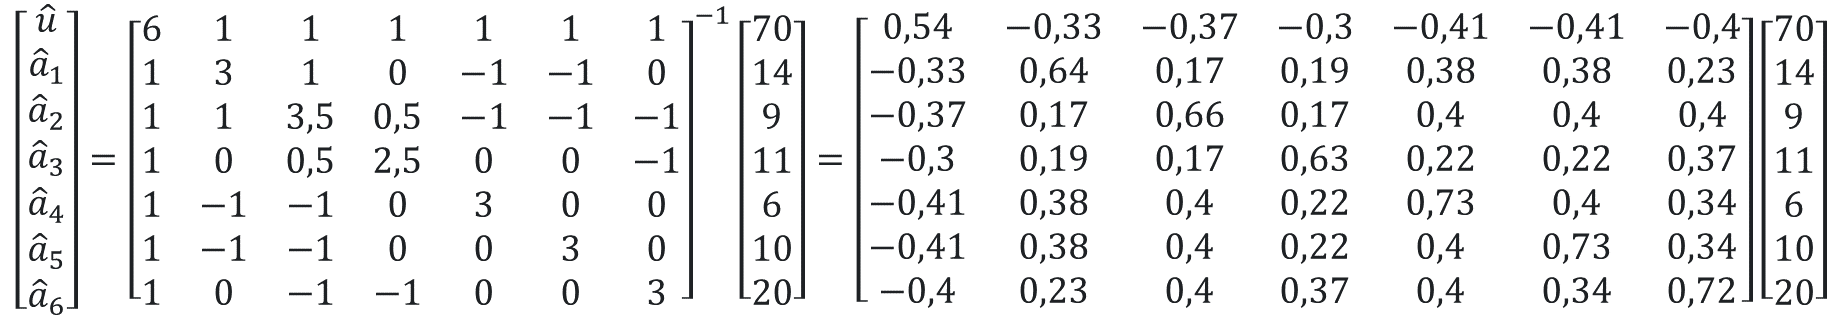 û 6 1 1 1 1 1 1 −1 70 0,54 −0,33 −0,37 −0,3 −0,41 −0,41 −0,4 70
â1 1 3 1 0 −1 −1 0 14 −0,33 0,64 0,17 0,19 0,38 0,38 0,23 14
â2 1 1 3,5 0,5 −1 −1 −1 9 −0,37 0,17 0,66 0,17 0,4 0,4 0,4 9
â3 = 1 0 0,5 2,5 0 0 −1 11 = −0,3 0,19 0,17 0,63 0,22 0,22 0,37 11
â4 1 −1 −1 0 3 0 0 6 −0,41 0,38 0,4 0,22 0,73 0,4 0,34 6
â5 1 −1 −1 0 0 3 0 10 −0,41 0,38 0,4 0,22 0,4 0,73 0,34 10
â6 1 0 −1 −1 0 0 3 20 −0,4 0,23 0,4 0,37 0,4 0,34 0,72 20